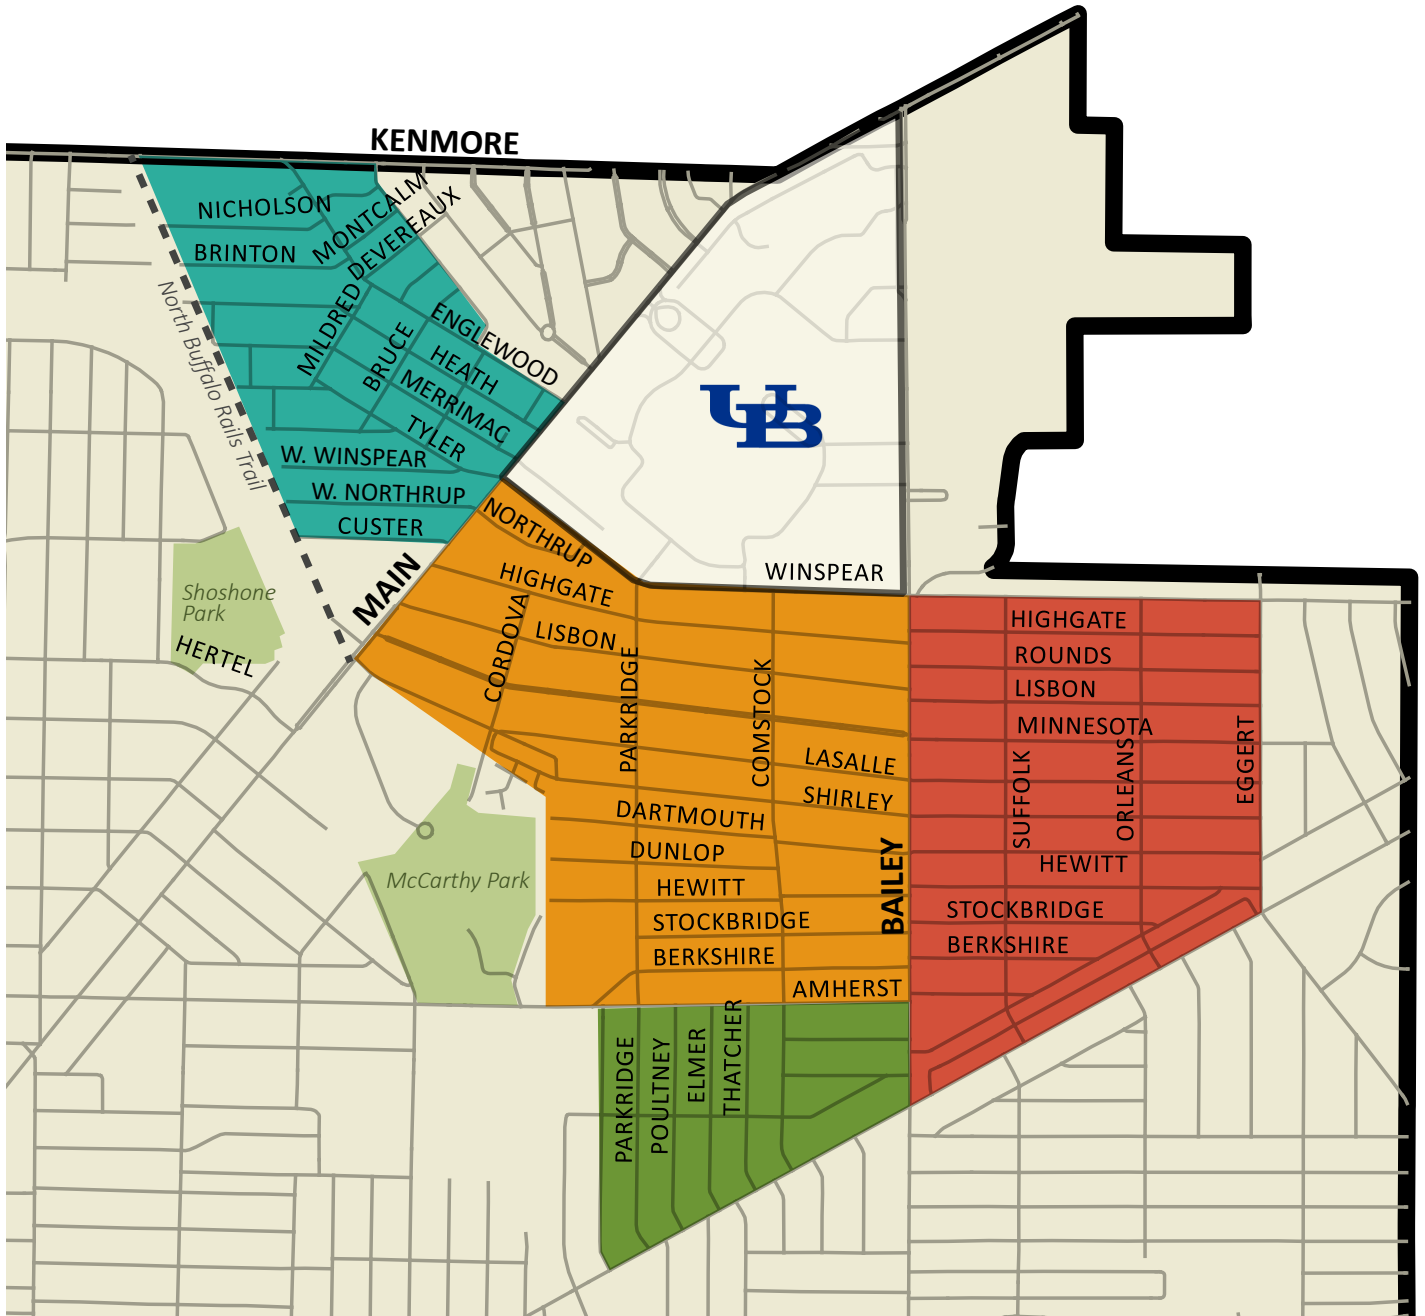 KENMORE
NICHOLSON
MONTCALM
DEVEREAUX
BRINTON
MILDRED
BRUCE
ENGLEWOOD
HEATH
MERRIMAC
TYLER
North Buffalo Rails Trail
W. WINSPEAR
W. NORTHRUP
CUSTER
UB
MAIN
NORTHRUP
WINSPEAR
Shoshone
Park
HERTEL
HIGHGATE
CORDOVA
LISBON
PARKRIDGE
COMSTOCK
LASALLE
SHIRLEY
DARTMOUTH
DUNLOP
HEWITT
STOCKBRIDGE
BERKSHIRE
AMHERST
BAILEY
McCarthy Park
HIGHGATE
ROUNDS
LISBON
MINNESOTA
SUFFOLK
ORLEANS
EGGERT
HEWITT
STOCKBRIDGE
BERKSHIRE
PARKRIDGE
POULTNEY
ELMER
THATCHER